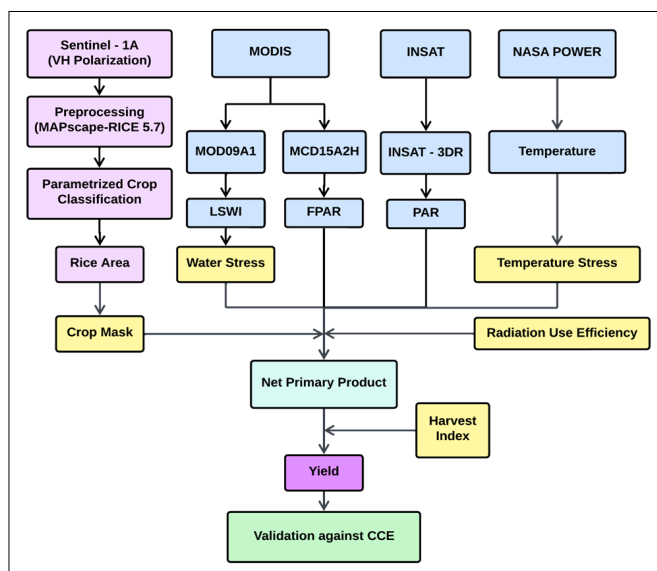 Sentinel - 1A
(VH Polarization)
MODIS
INSAT
NASA POWER
Preprocessing
(MAPscape-RICE 5.7)
MOD09A1
MCD15A2H
INSAT - 3DR
Temperature
Parametrized Crop
Classification
LSWI
FPAR
PAR
Rice Area
Water Stress
Temperature Stress
Crop Mask
Radiation Use Efficiency
Net Primary Product
Harvest
Index
Yield
Validation against CCE